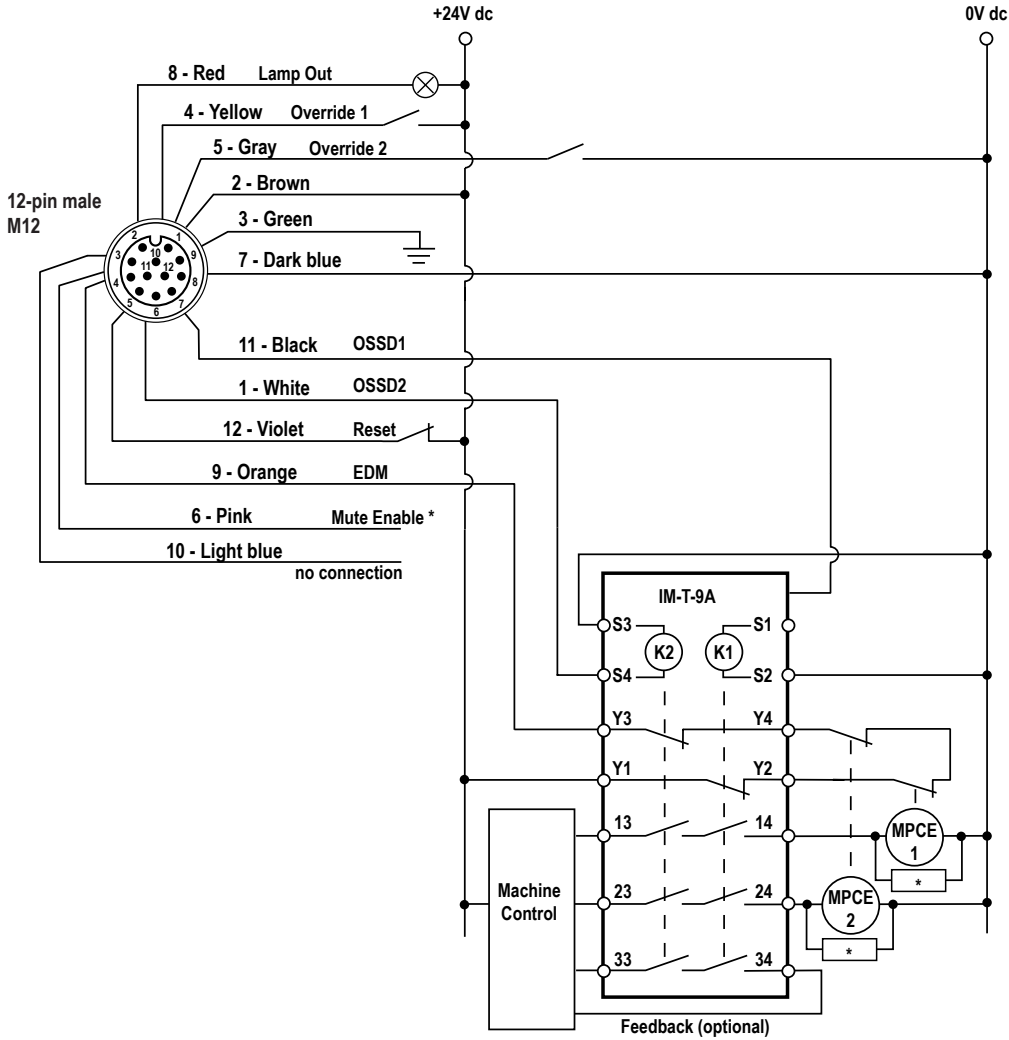 +24V dc
0V dc
8 - Red Lamp Out
4 - Yellow Override 1
5 - Gray Override 2
2 - Brown
12-pin male
M12
3 - Green
7 - Dark blue
2
1
3
10
9
11
12
4
8
5
7
6
11 - Black OSSD1
1 - White OSSD2
12 - Violet Reset
9 - Orange EDM
6 - Pink Mute Enable *
10 - Light blue
no connection
IM-T-9A
S3
S1
K2
K1
S4
S2
Y3
Y4
Y1
Y2
13
14
MPCE
1
*
Machine
Control
23
24
MPCE
2
*
33
34
Feedback (optional)